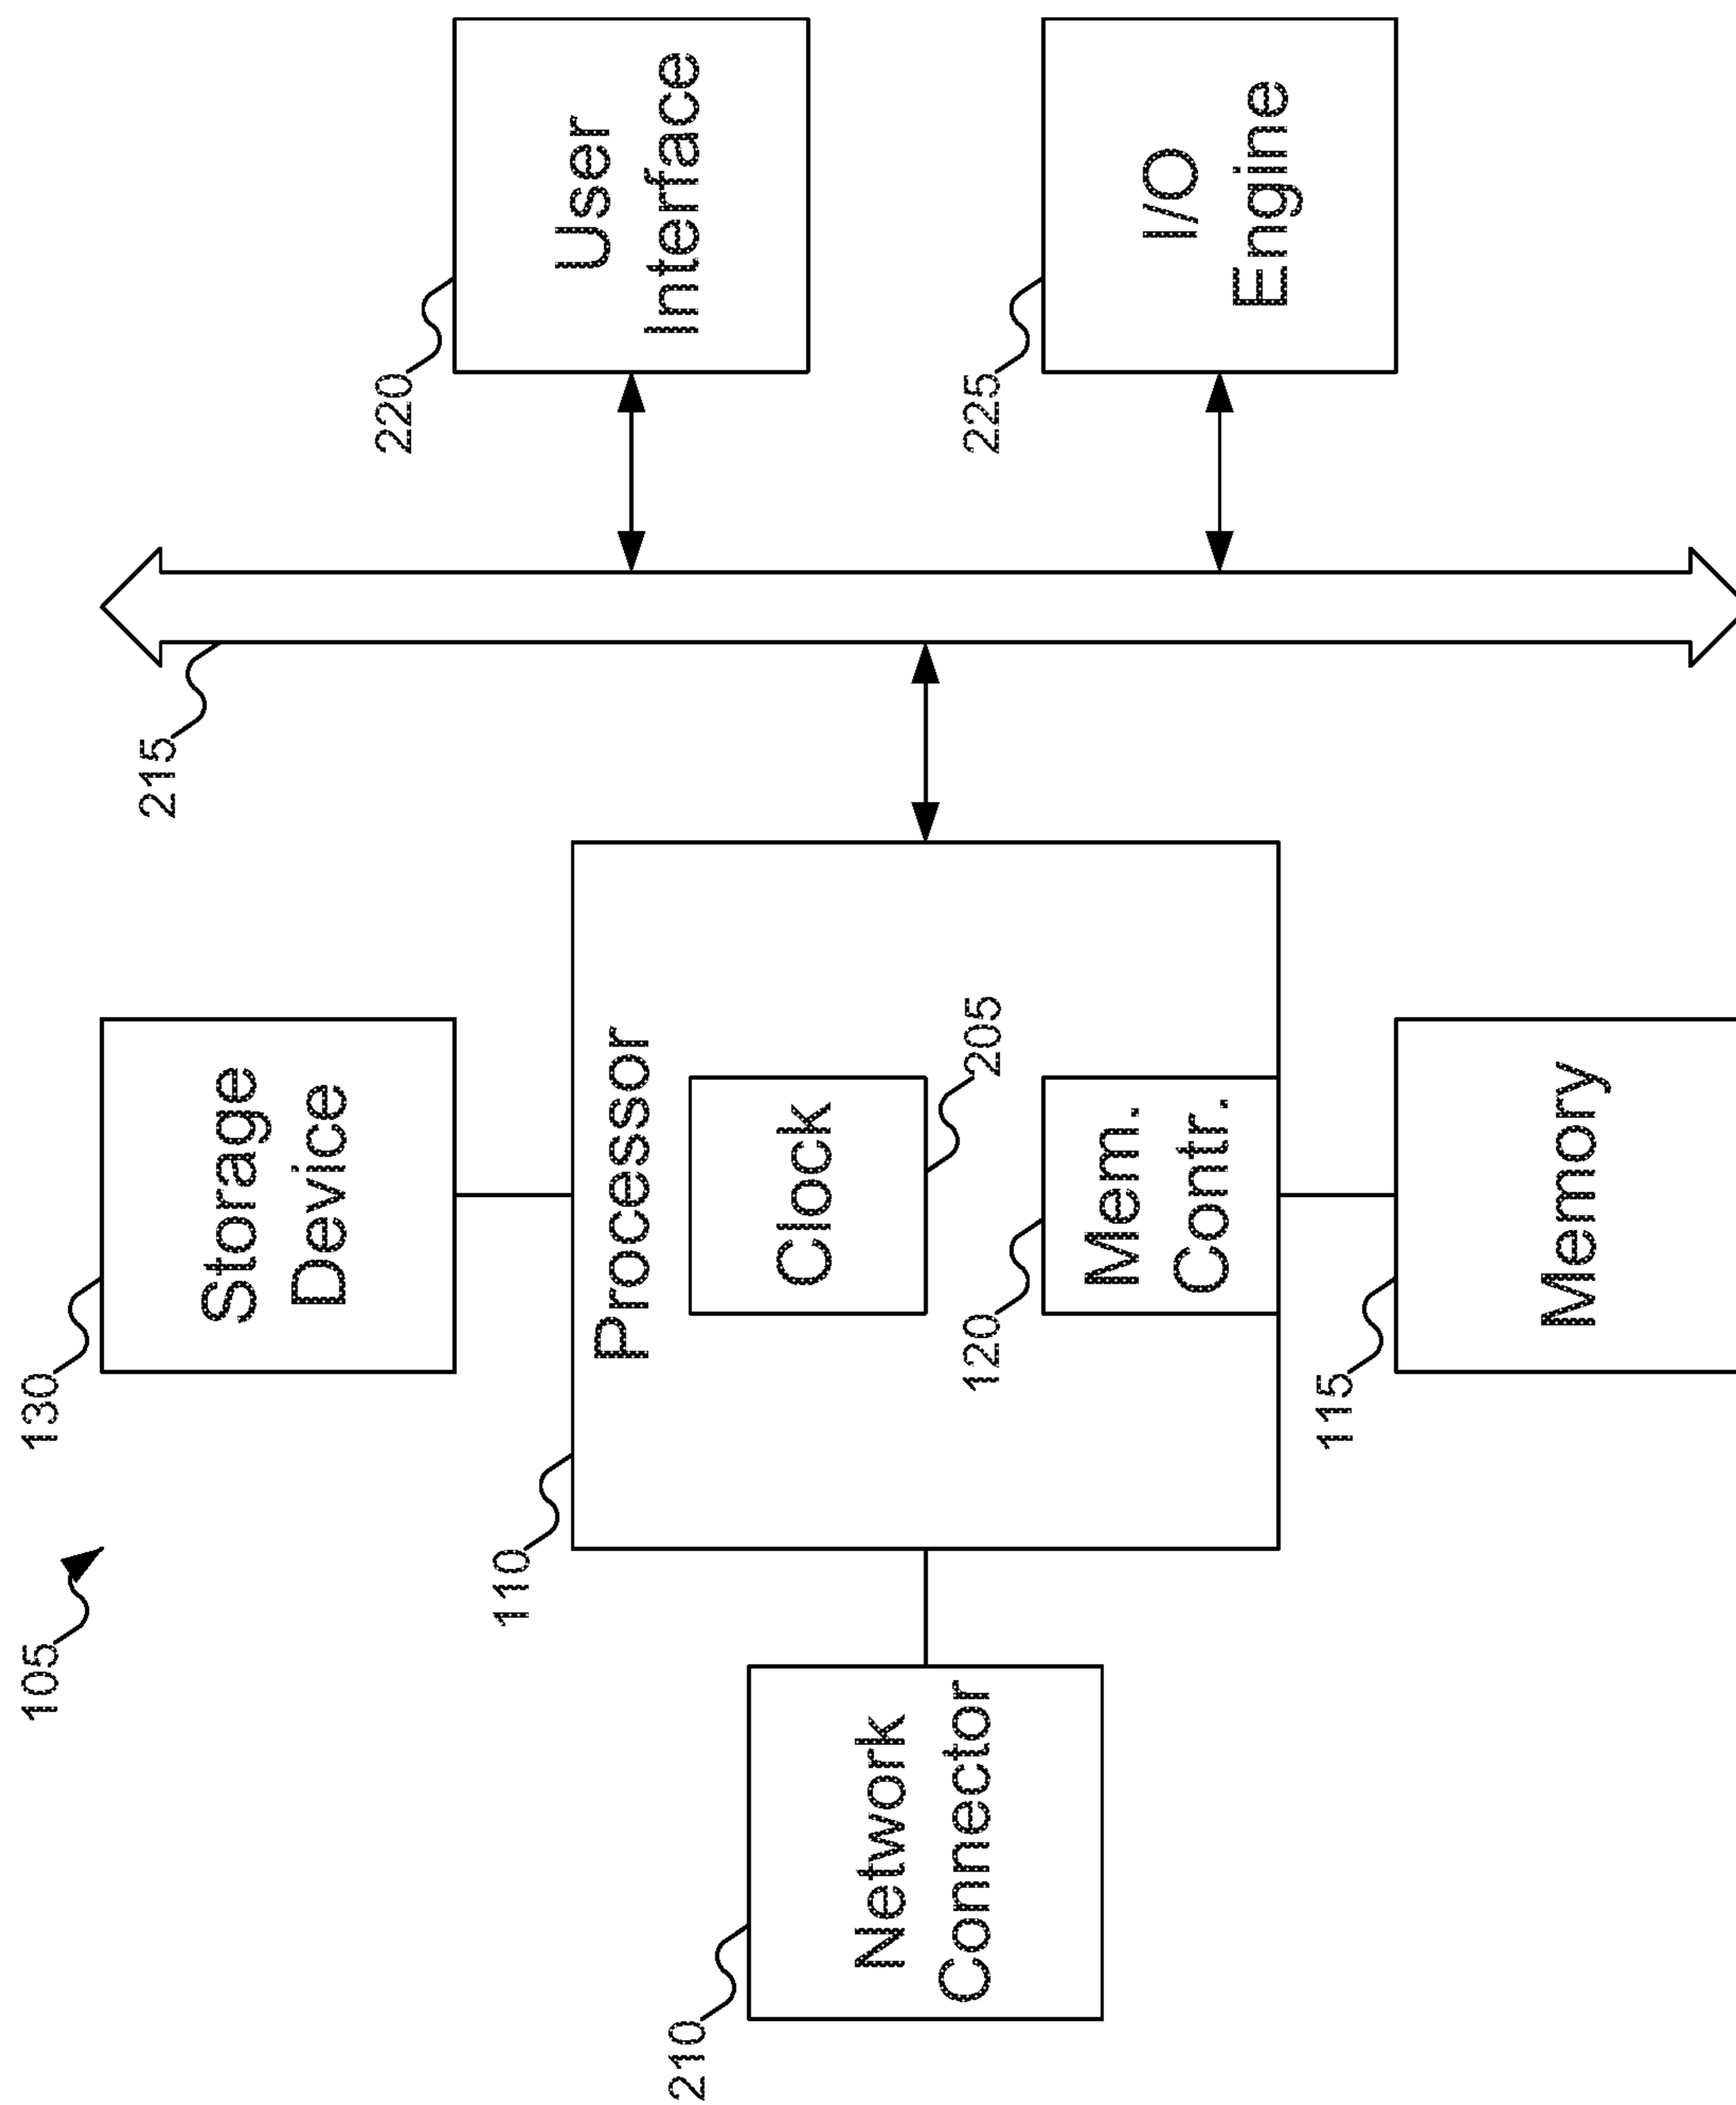 105
130
Storage
Device
215
220
User
Interface
110
Processor
210
Network
Connector
Clock
205
120
Mem.
Contr.
225
I/O
Engine
115
Memory